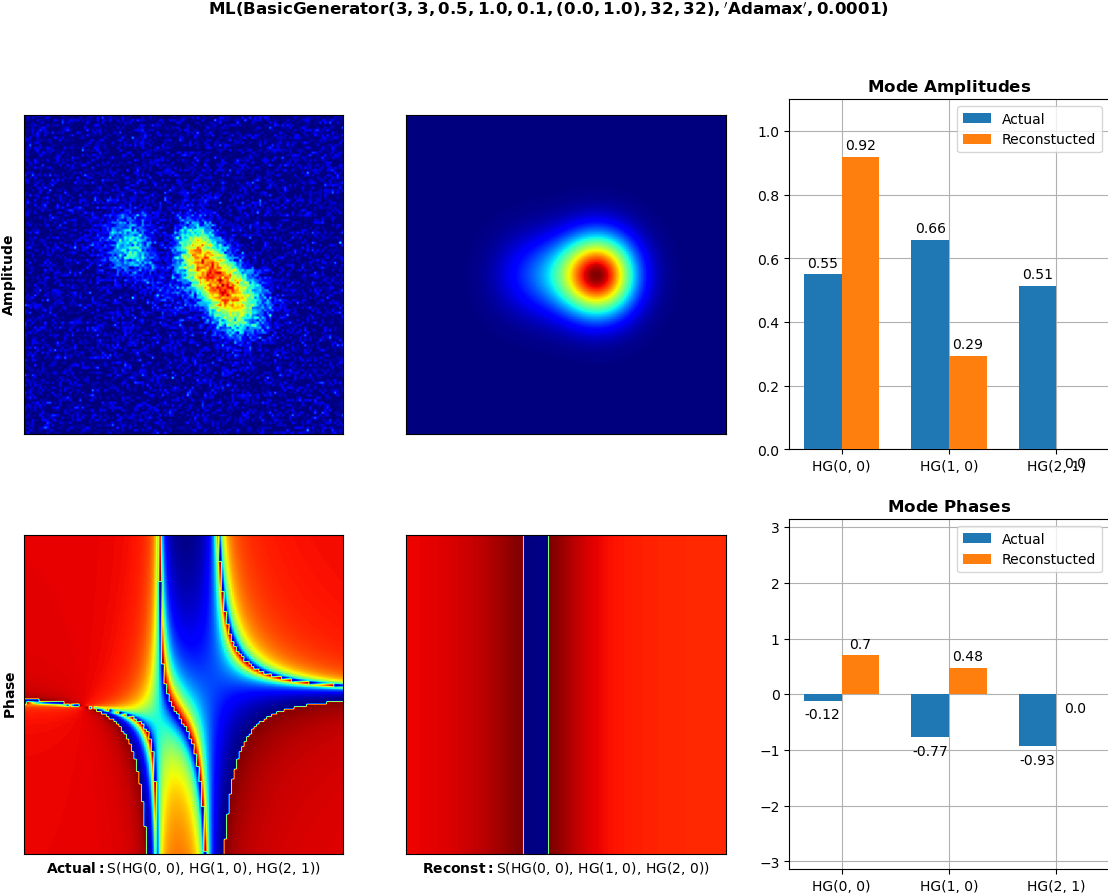 ML(BasicGenerator(3, 3, 0.5, 1.0, 0.1, (0.0, 1.0), 32, 32), ′Adamax′, 0.0001)
Amplitude
Mode Amplitudes
Actual
Reconstucted
1.0
0.8
0.6
0.4
0.2
0.0
0.55
0.92
0.66
0.29
0.51
0.0
HG(0, 0)
HG(1, 0)
HG(2, 1)
Phase
Actual: S(HG(0, 0), HG(1, 0), HG(2, 1))
Reconst: S(HG(0, 0), HG(1, 0), HG(2, 0))
Mode Phases
Actual
Reconstucted
3
2
1
0
−1
−2
−3
-0.12
0.7
-0.77
0.48
-0.93
0.0
HG(0, 0)
HG(1, 0)
HG(2, 1)